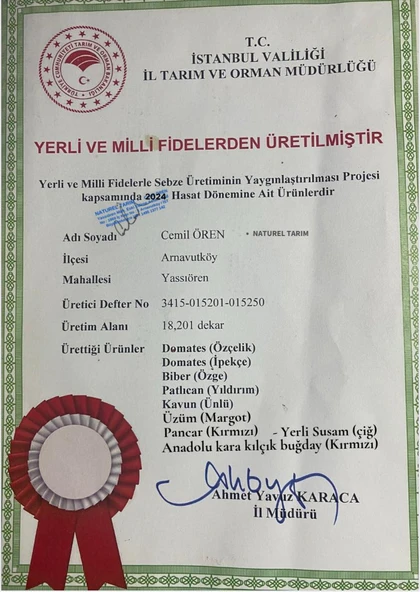 T.C.
İSTANBUL VALİLİĞİ
İL TARIM VE ORMAN MÜDÜRLÜĞÜ
YERLİ VE MİLLİ FİDELERDEN ÜRETİLMİŞTİR
Yerli ve Milli Fidelerle Sebze Üretiminin Yaygınlaştırılması Projesi
kapsamında 2024 Hasat Dönemine Ait Ürünlerdir
NATUREL TARIM
Adı Soyadı Cemil ÖREN • NATUREL TARIM
İlçesi Arnavutköy
Mahallesi Yassıören
Üretici Defter No 3415-015201-015250
Üretim Alanı 18,201 dekar
Ürettiği Ürünler Domates (Özçelik)
Domates (İpekçe)
Biber (Özge)
Patlıcan (Yıldırım)
Kavun (Ünlü)
Üzüm (Margot)
Pancar (Kırmızı) - Yerli Susam (çiğ)
Anadolu kara kılçık buğday (Kırmızı)
Ahmet Yavuz KARACA
İl Müdürü